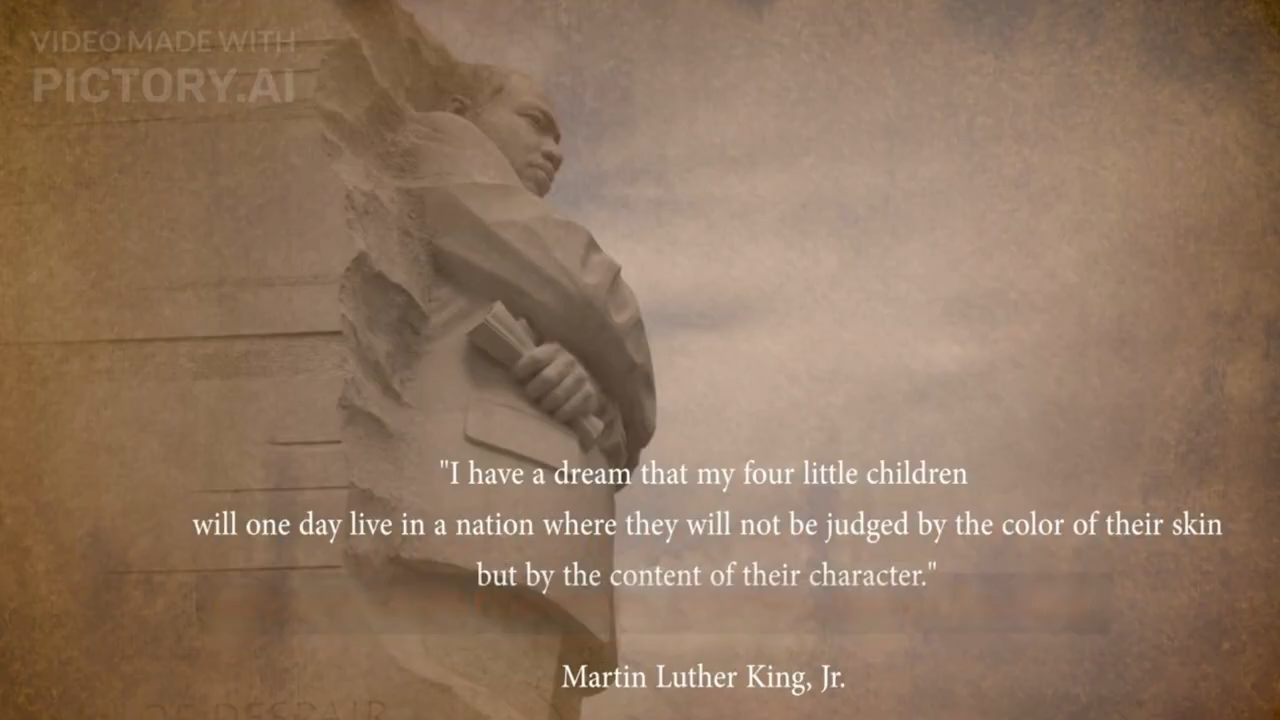 VIDEO MADE WITH
PICTORY.AI
"I have a dream that my four little children
will one day live in a nation where they will not be judged by the color of their skin
but by the content of their character."
Martin Luther King, Jr.
OF DESPAIR